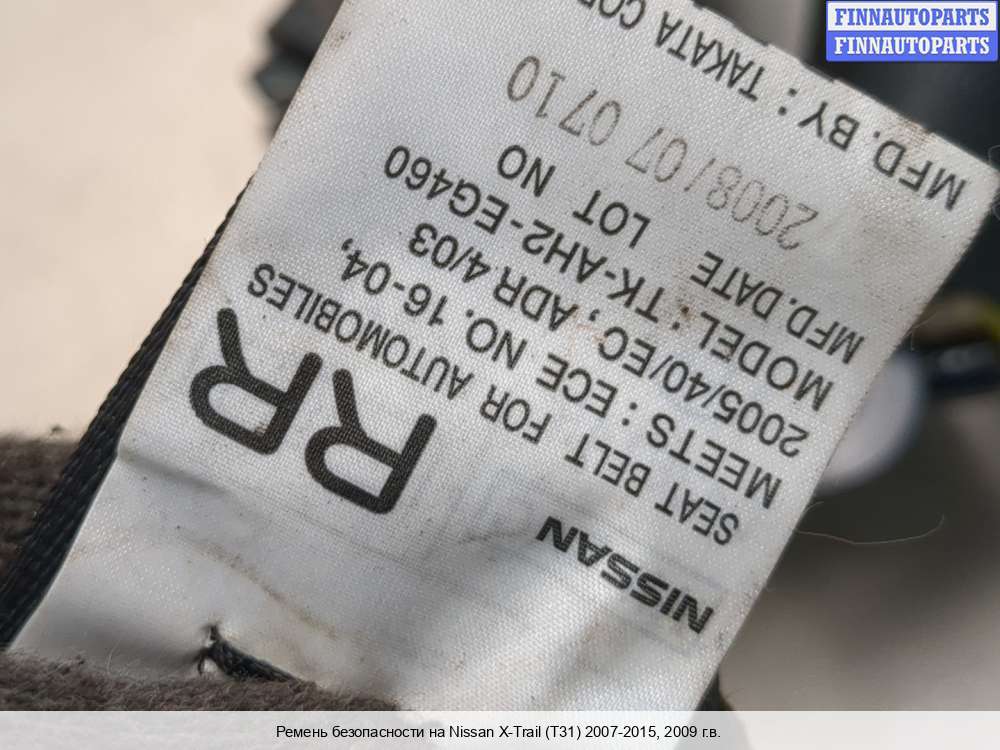 FINNAUTOPARTS
FINNAUTOPARTS
NISSAN
RR
SEAT BELT FOR AUTOMOBILES
MEETS : ECE NO. 16-04,
2005/40/EC, ADR 4/03
MODEL : TK-AH2-EG460
MFD.DATE LOT NO
2008/07 0710
MFD. BY : TAKATA
Ремень безопасности на Nissan X-Trail (T31) 2007-2015, 2009 г.в.